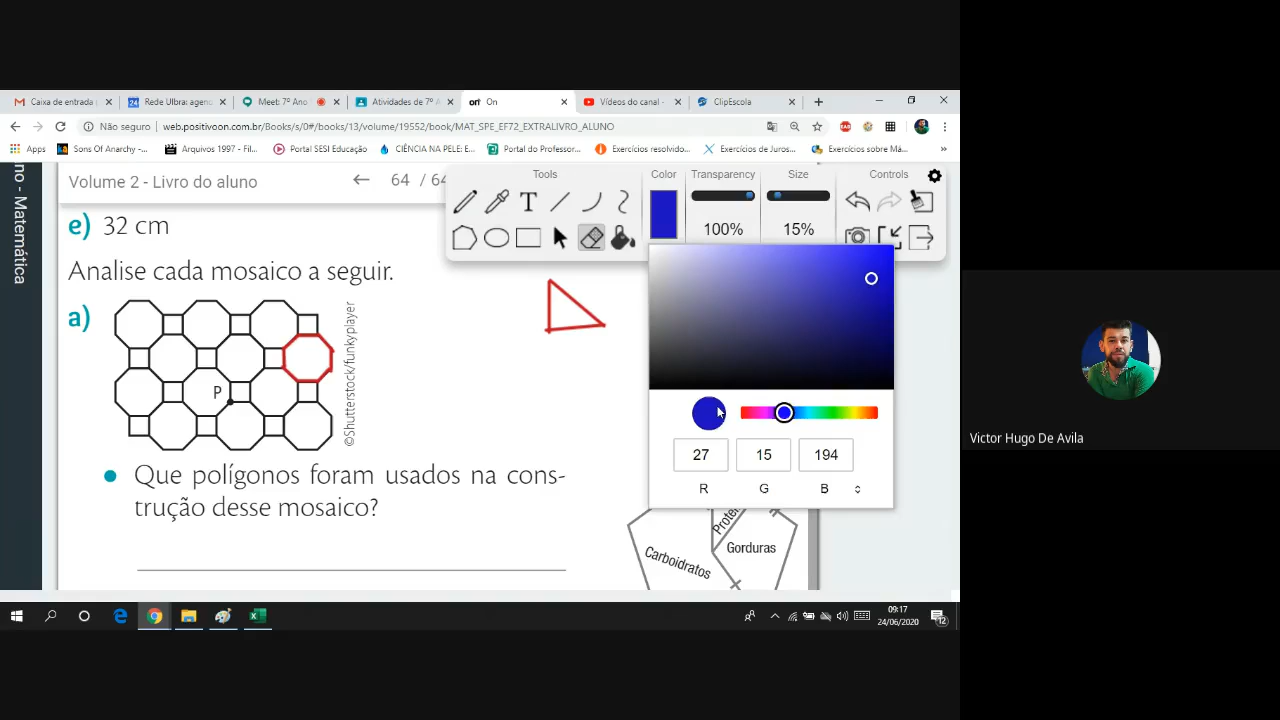 Caixa de entrada
Rede Ulbra: agen
Meet: 7º Ano
Atividades de 7º A
On
Vídeos do canal -
ClipEscola
Não seguro
web.positivoon.com.br/Books/s/0#/books/13/volume/19552/book/MAT_SPE_EF72_EXTRALIVRO_ALUNO
Apps
Sons Of Anarchy -...
Arquivos 1997 - Fil...
Portal SESI Educação
CIÊNCIA NA PELE: E...
Portal do Professor...
Exercícios resolvido...
Exercícios de Juros...
Exercícios sobre Má...
»
no - Matemática
Volume 2 - Livro do aluno
← 64 / 64
Tools
Color
Transparency
Size
Controls
T
100%
15%
e) 32 cm
Analise cada mosaico a seguir.
a)
P
©Shutterstock/funkyplayer
27
15
194
R
G
B
Que polígonos foram usados na cons-
trução desse mosaico?
Carboidratos
Gorduras
Victor Hugo De Avila
09:17
24/06/2020
12